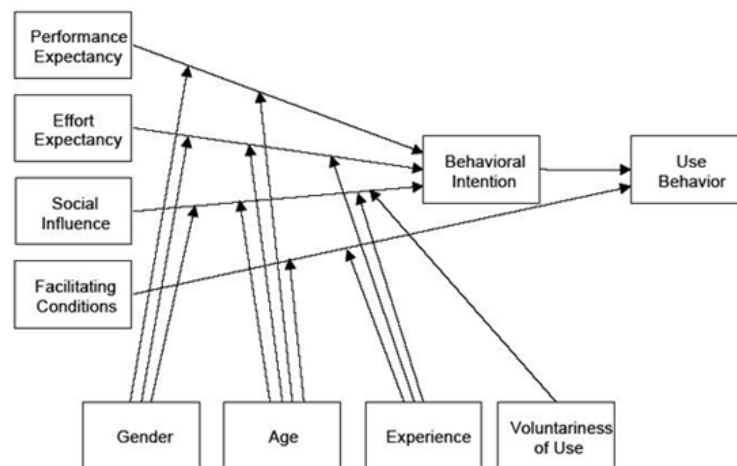 Performance
Expectancy
Effort
Expectancy
Social
Influence
Facilitating
Conditions
Behavioral
Intention
Use
Behavior
Gender
Age
Experience
Voluntariness
of Use